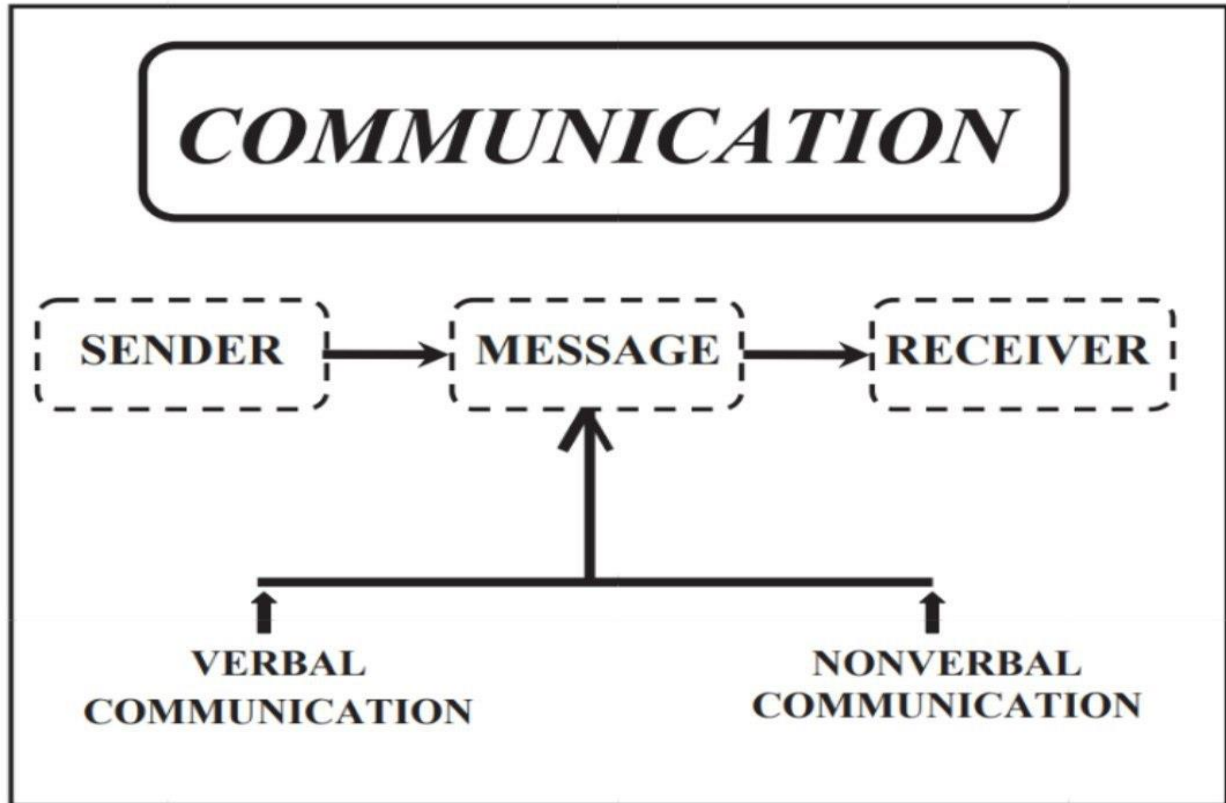 COMMUNICATION
SENDER
MESSAGE
RECEIVER
VERBAL
COMMUNICATION
NONVERBAL
COMMUNICATION